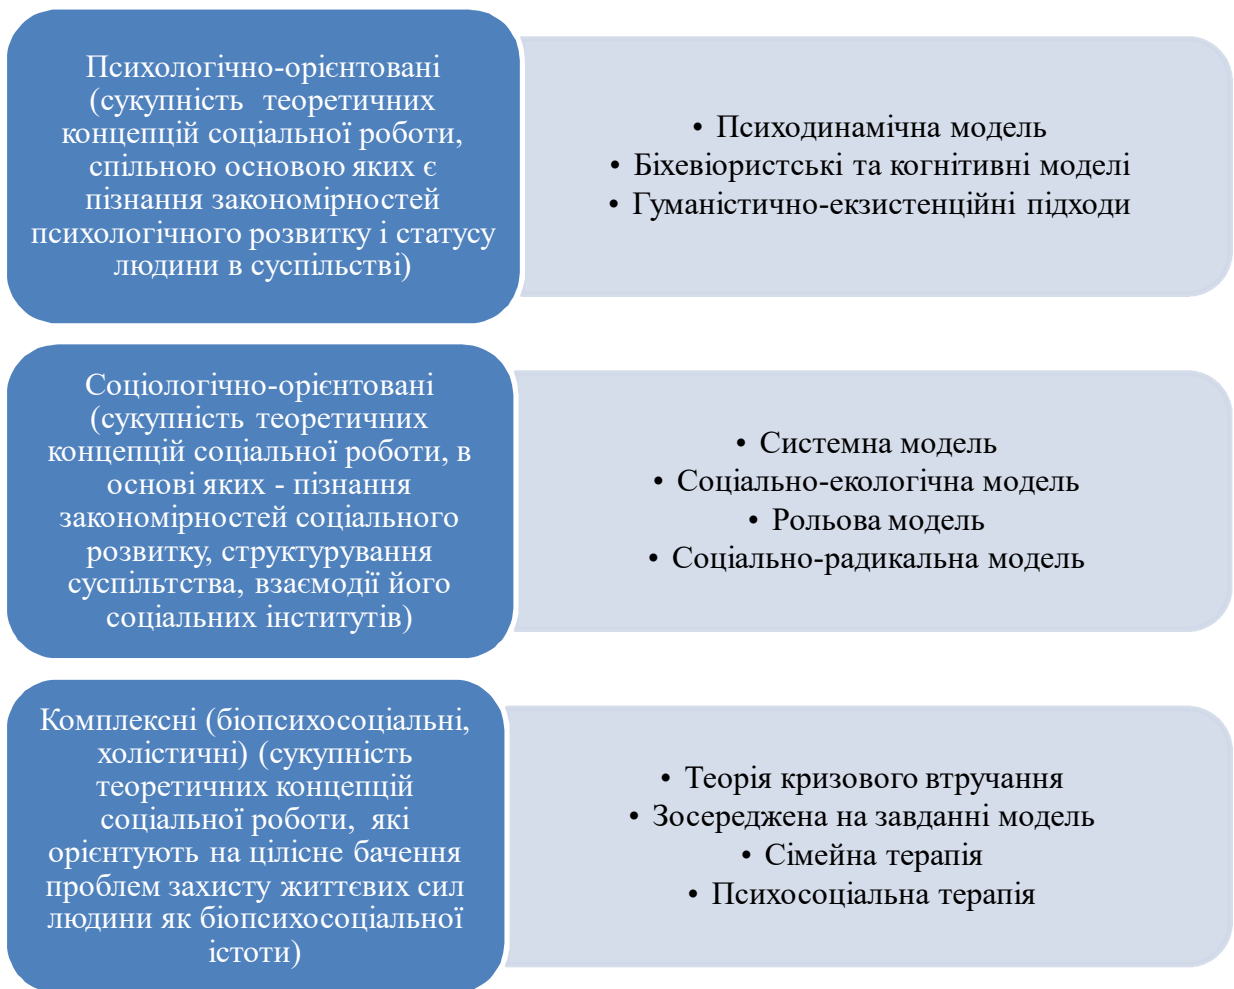 Психологічно-орієнтовані
(сукупність теоретичних
концепцій соціальної роботи,
спільною основою яких є
пізнання закономірностей
психологічного розвитку і статусу
людини в суспільстві)
• Психодинамічна модель
• Біхевіористські та когнітивні моделі
• Гуманістично-екзистенційні підходи
Соціологічно-орієнтовані
(сукупність теоретичних
концепцій соціальної роботи, в
основі яких - пізнання
закономірностей соціального
розвитку, структурування
суспільтства, взаємодії його
соціальних інститутів)
• Системна модель
• Соціально-екологічна модель
• Рольова модель
• Соціально-радикальна модель
Комплексні (біопсихосоціальні,
холістичні) (сукупність
теоретичних концепцій
соціальної роботи, які
орієнтують на цілісне бачення
проблем захисту життєвих сил
людини як біопсихосоціальної
істоти)
• Теорія кризового втручання
• Зосереджена на завданні модель
• Сімейна терапія
• Психосоціальна терапія